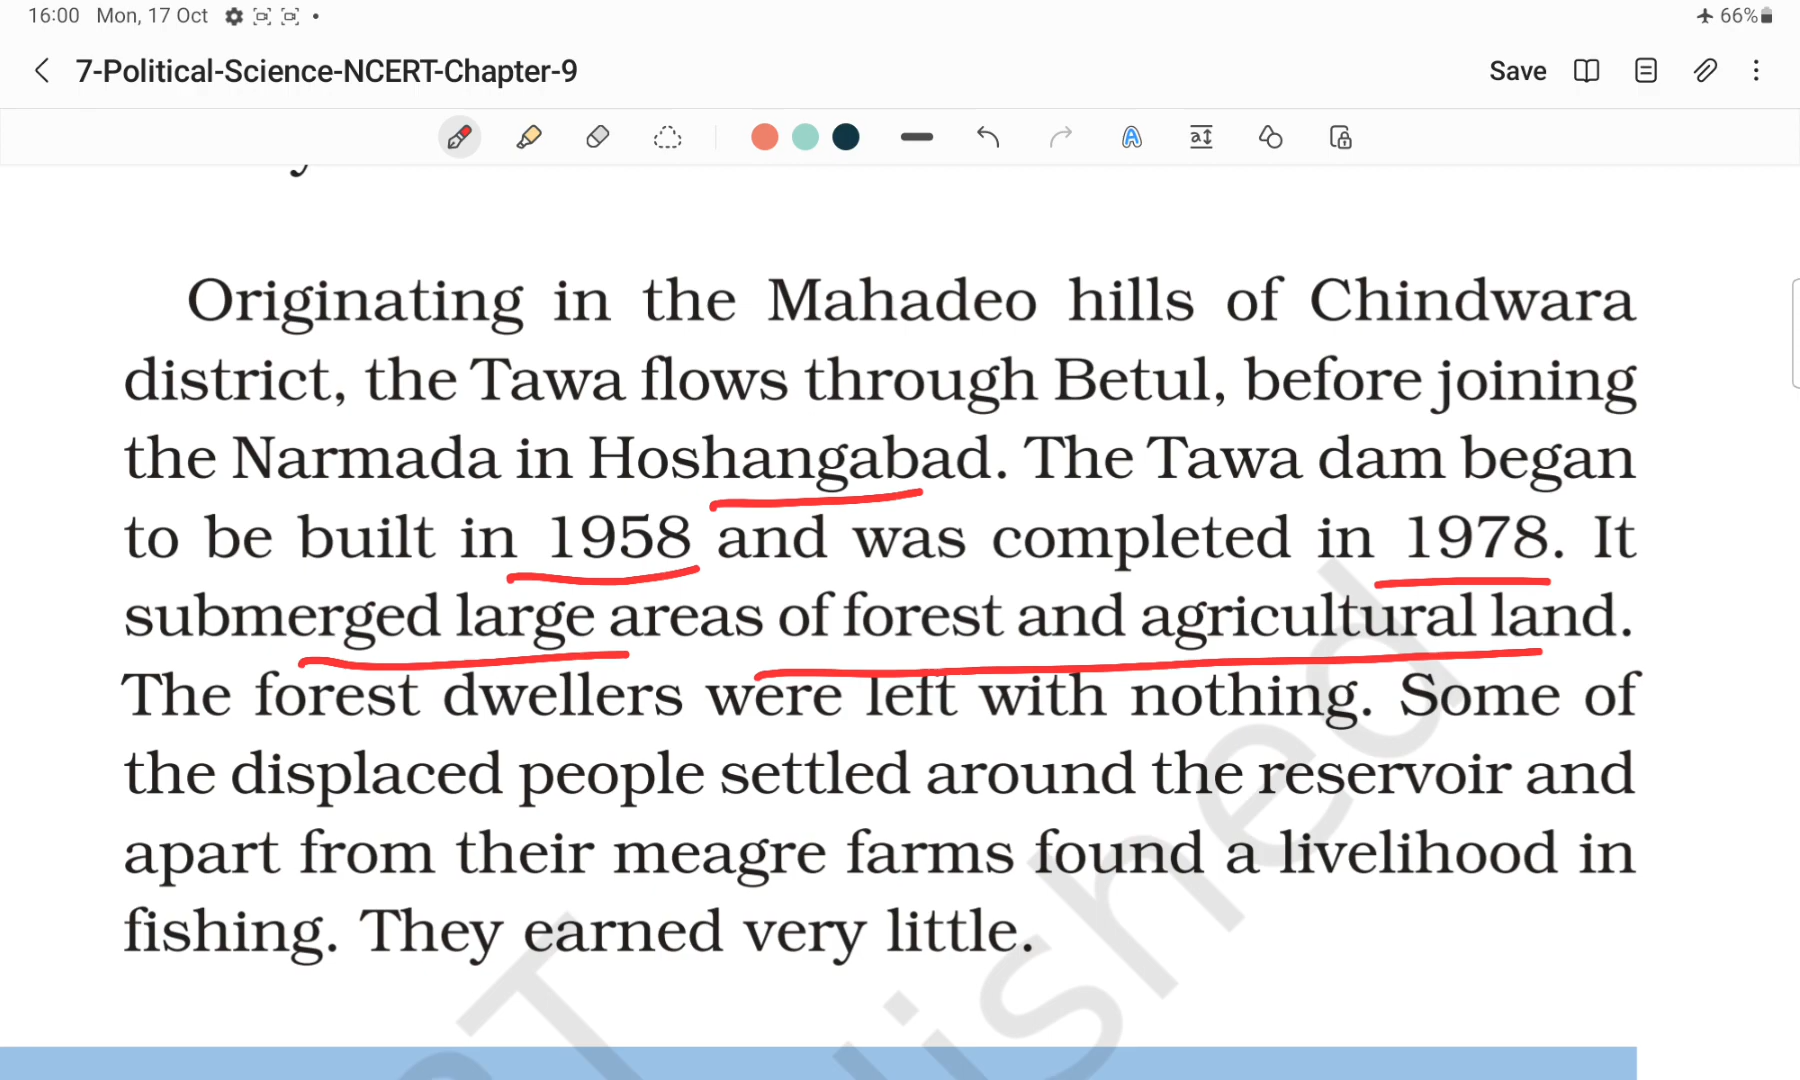 16:00 Mon, 17 Oct 66%
7-Political-Science-NCERT-Chapter-9 Save
Originating in the Mahadeo hills of Chindwara
district, the Tawa flows through Betul, before joining
the Narmada in Hoshangabad. The Tawa dam began
to be built in 1958 and was completed in 1978. It
submerged large areas of forest and agricultural land.
The forest dwellers were left with nothing. Some of
the displaced people settled around the reservoir and
apart from their meagre farms found a livelihood in
fishing. They earned very little.